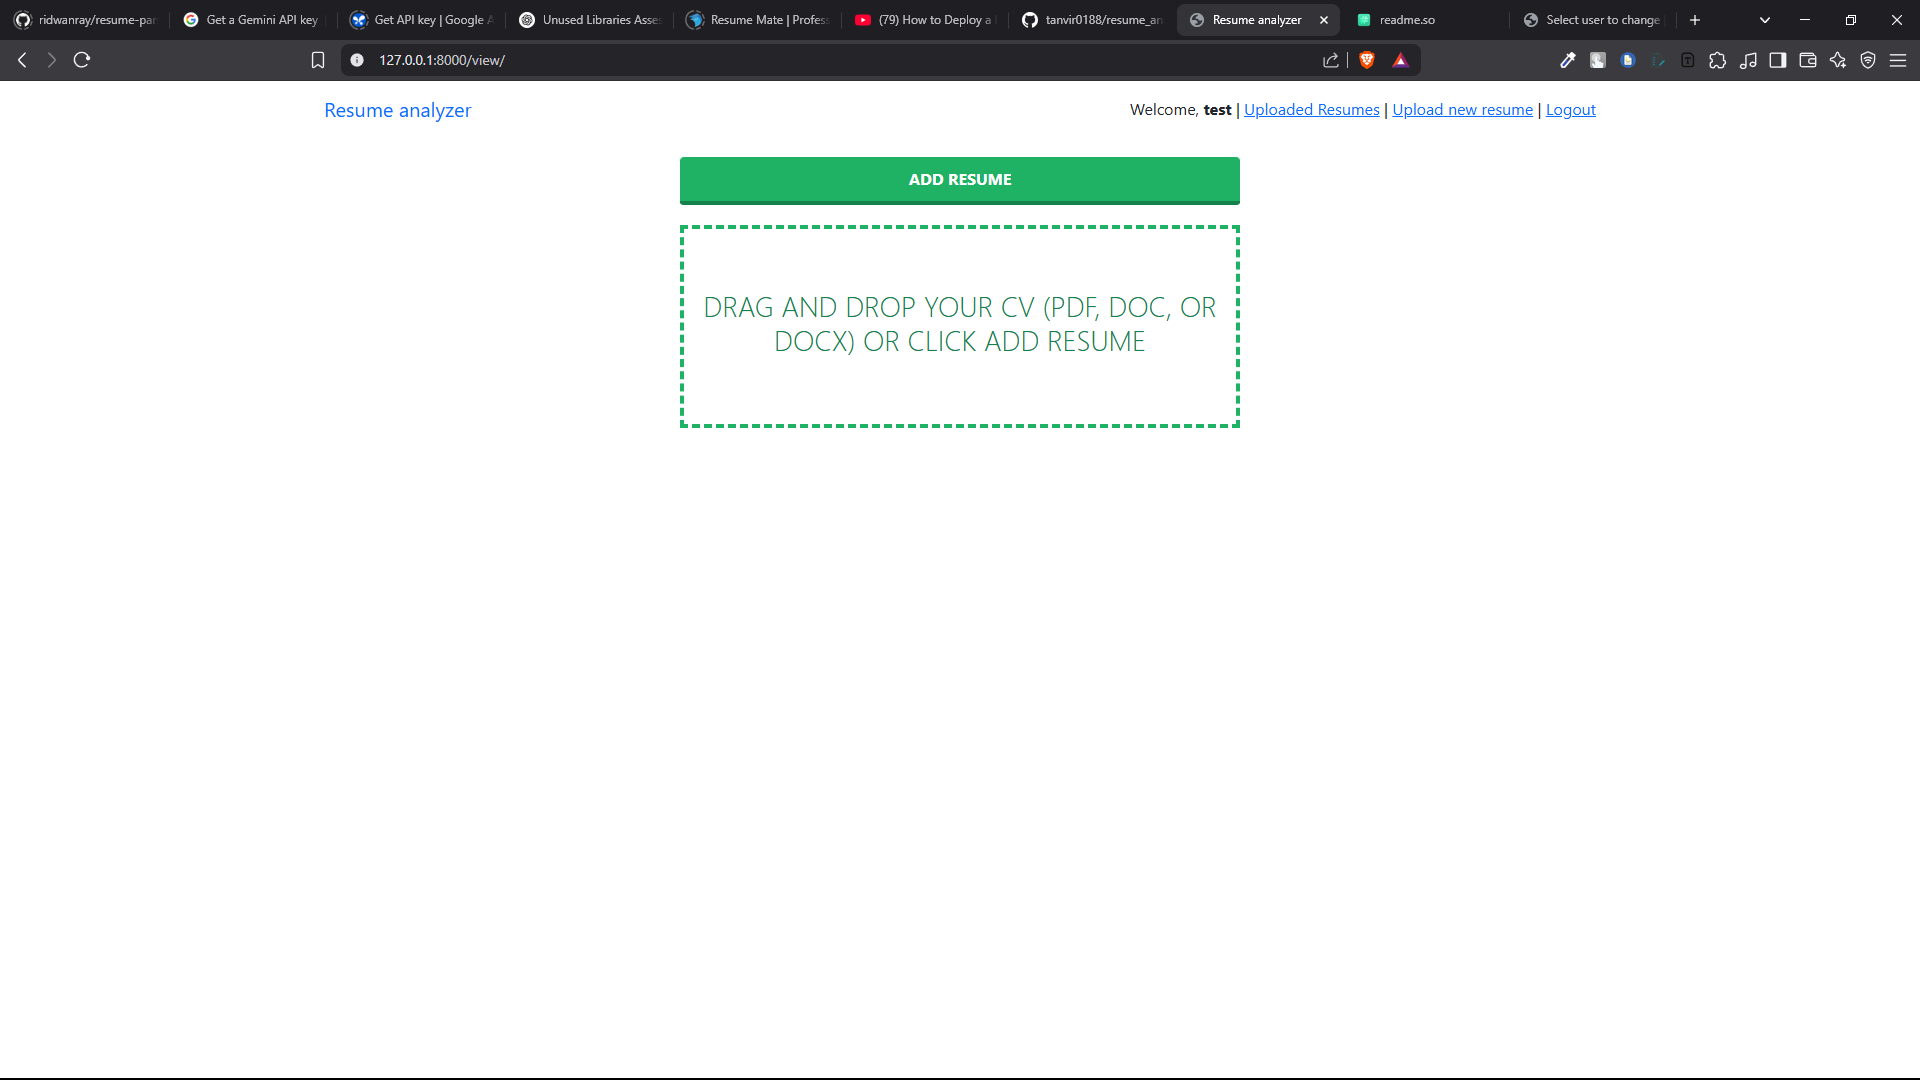 ridwanray/resume-par
Get a Gemini API key
Get API key | Google A
Unused Libraries Asses
Resume Mate | Profess
(79) How to Deploy a
tanvir0188/resume_an
Resume analyzer
readme.so
Select user to change
127.0.0.1:8000/view/
Resume analyzer
Welcome, test | Uploaded Resumes | Upload new resume | Logout
ADD RESUME
DRAG AND DROP YOUR CV (PDF, DOC, OR
DOCX) OR CLICK ADD RESUME